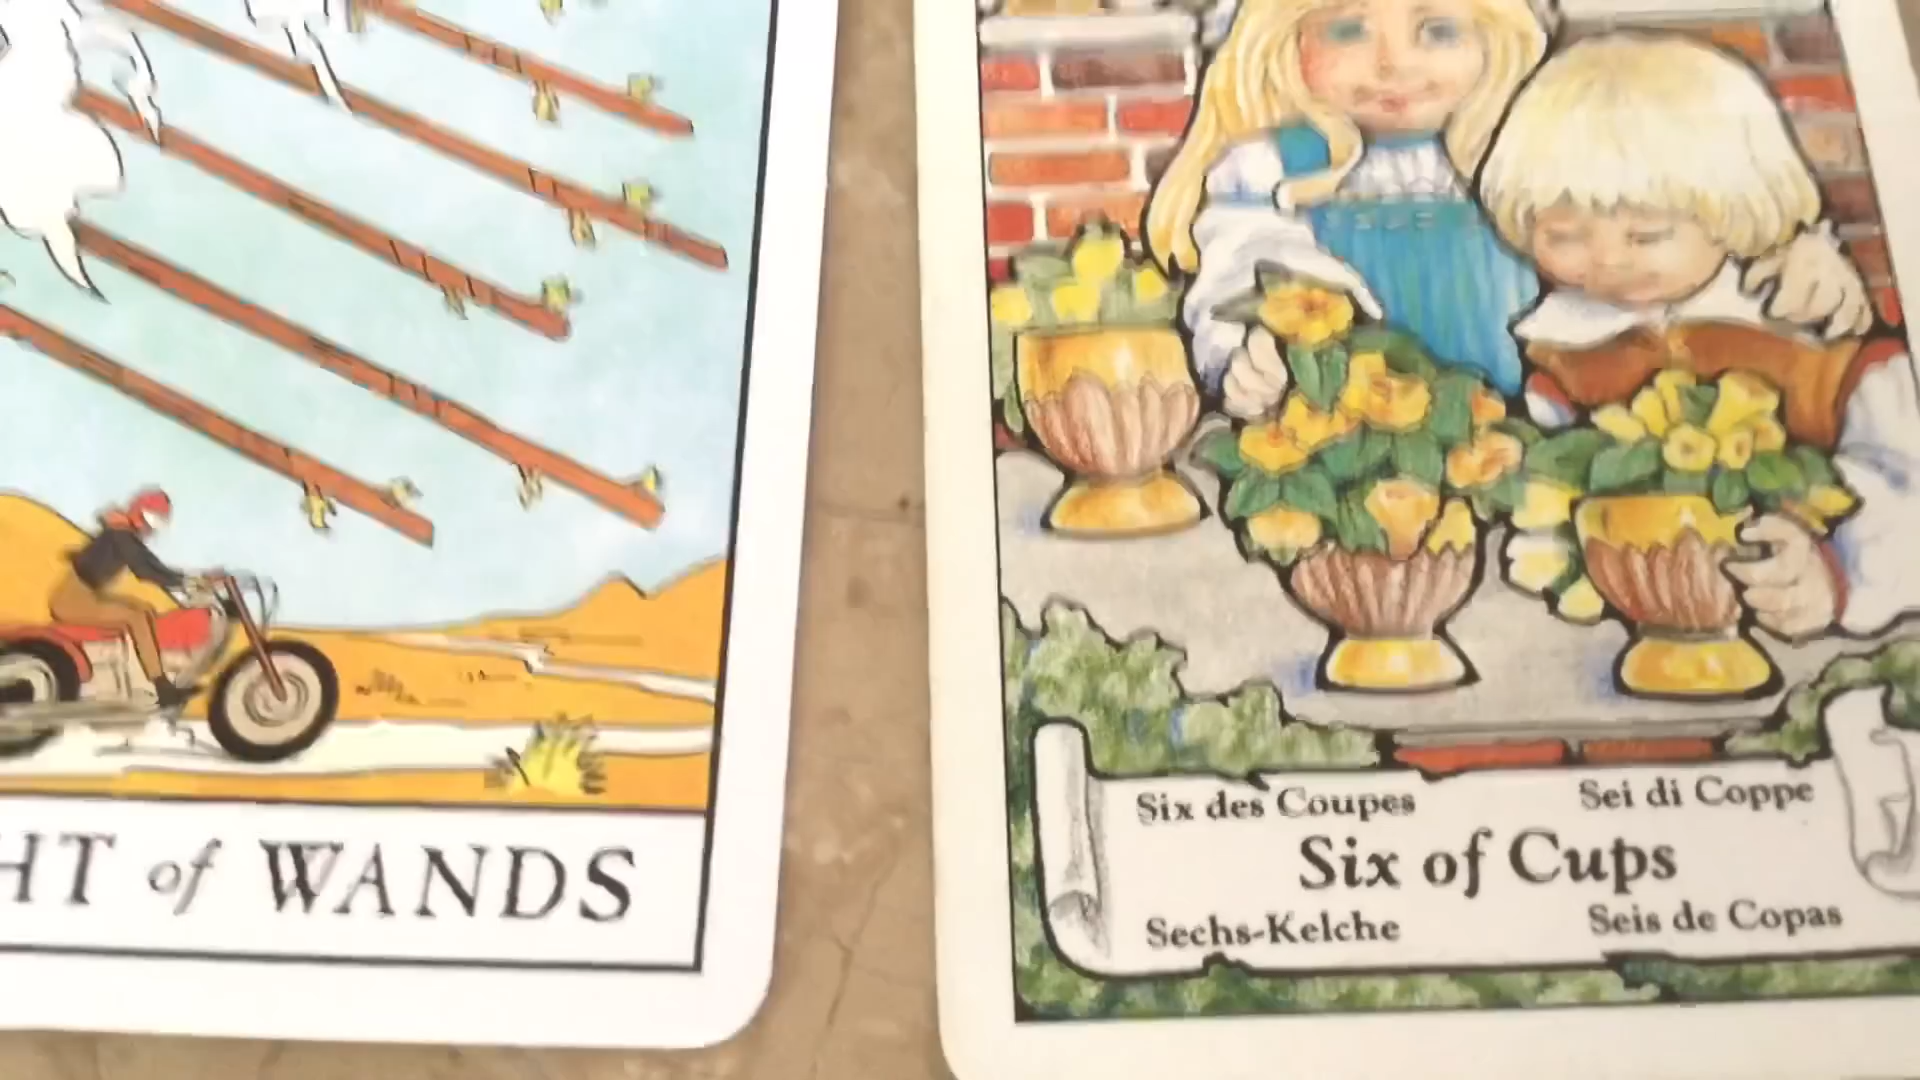 HT of WANDS
Six des Coupes
Sei di Coppe
Six of Cups
Sechs-Kelche
Seis de Copas